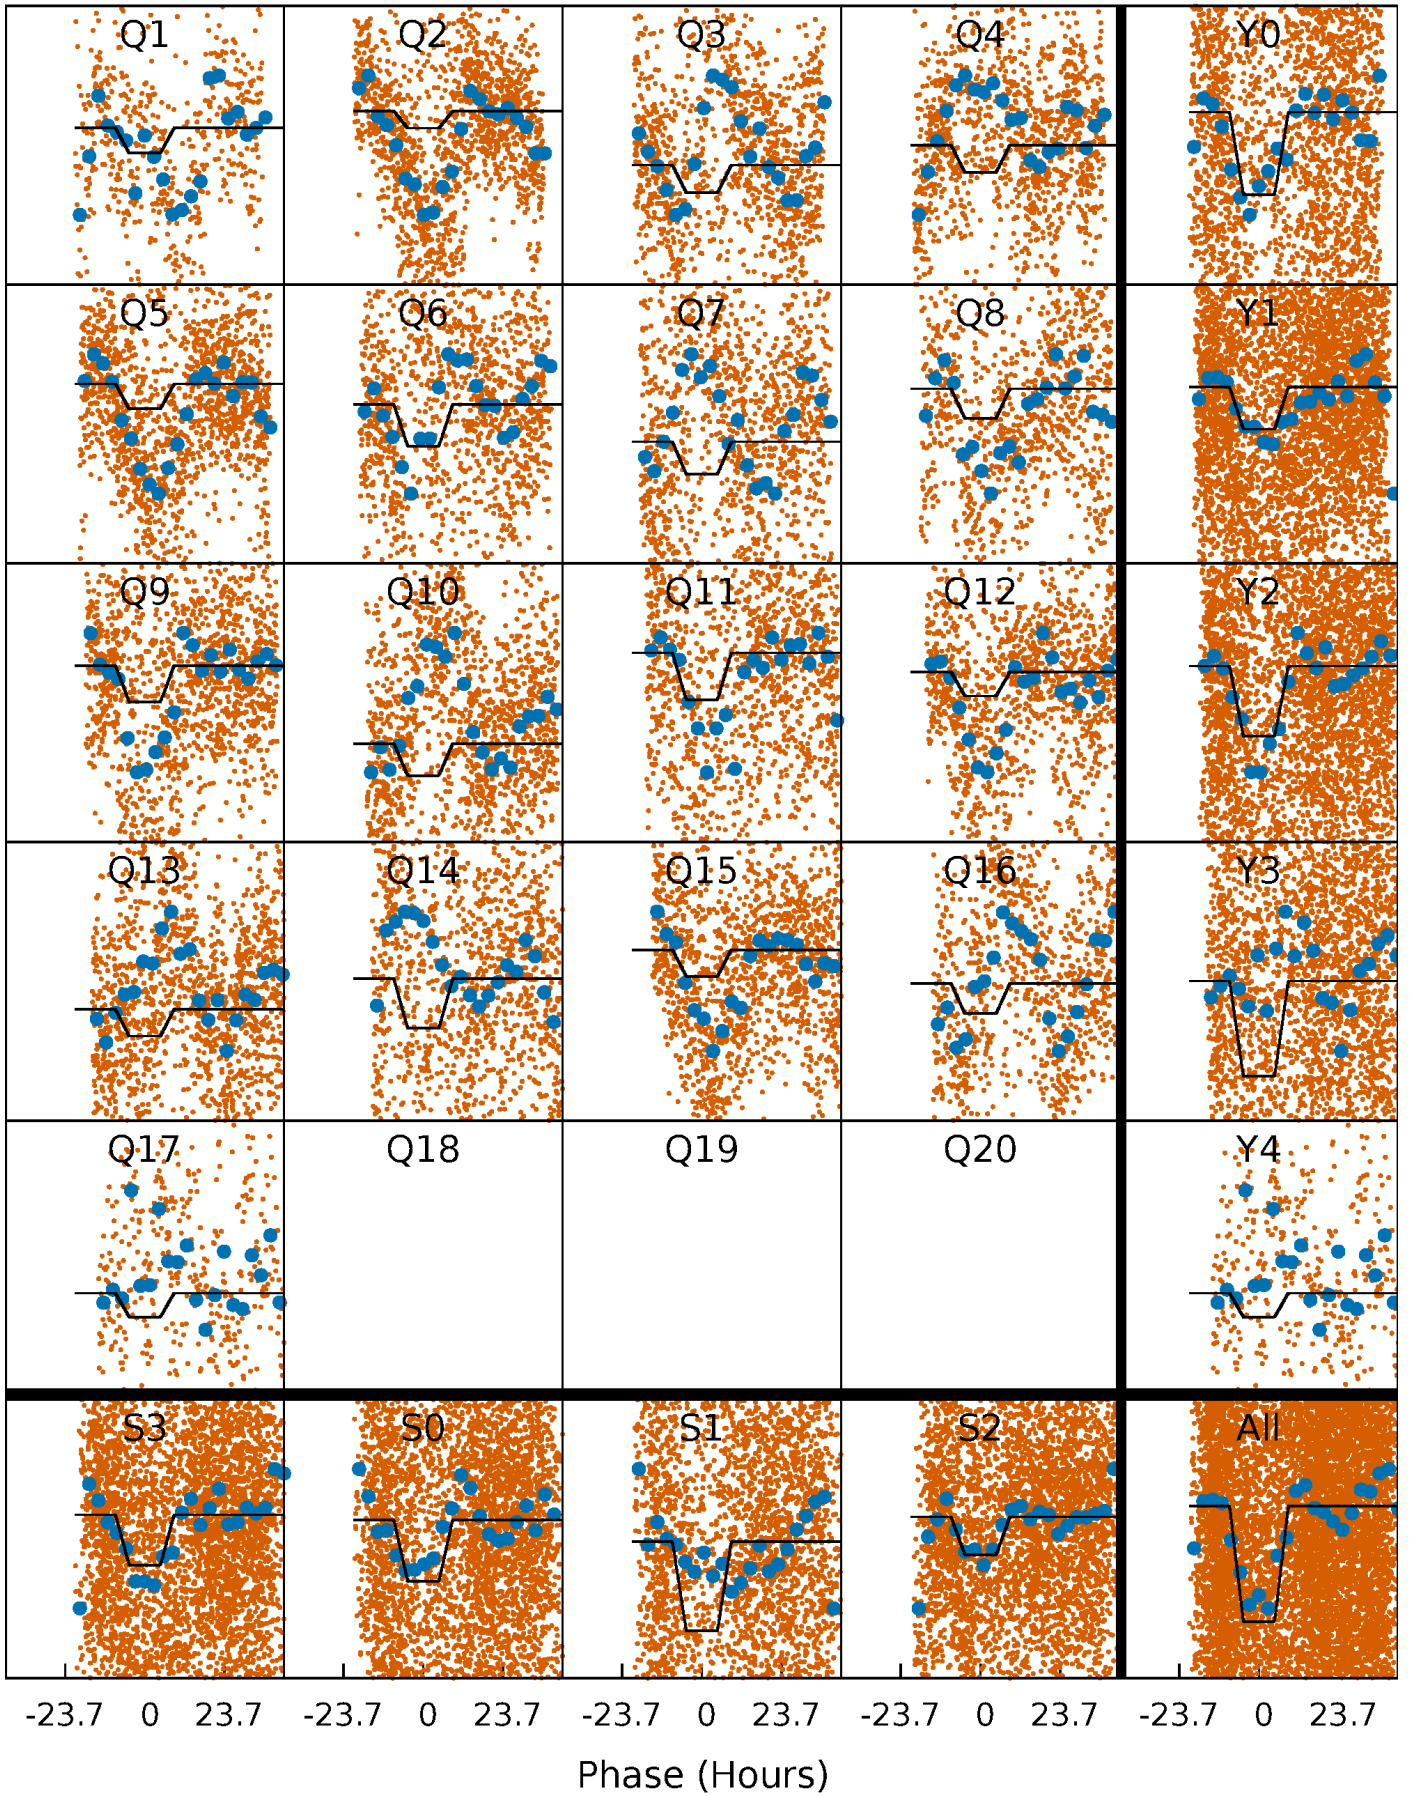 Q1 Q2 Q3 Q4 Y0
Q5 Q6 Q7 Q8 Y1
Q9 Q10 Q11 Q12 Y2
Q13 Q14 Q15 Q16 Y3
Q17 Q18 Q19 Q20 Y4
S3 S0 S1 S2 All
-23.7 0 23.7 -23.7 0 23.7 -23.7 0 23.7 -23.7 0 23.7 -23.7 0 23.7
Phase (Hours)